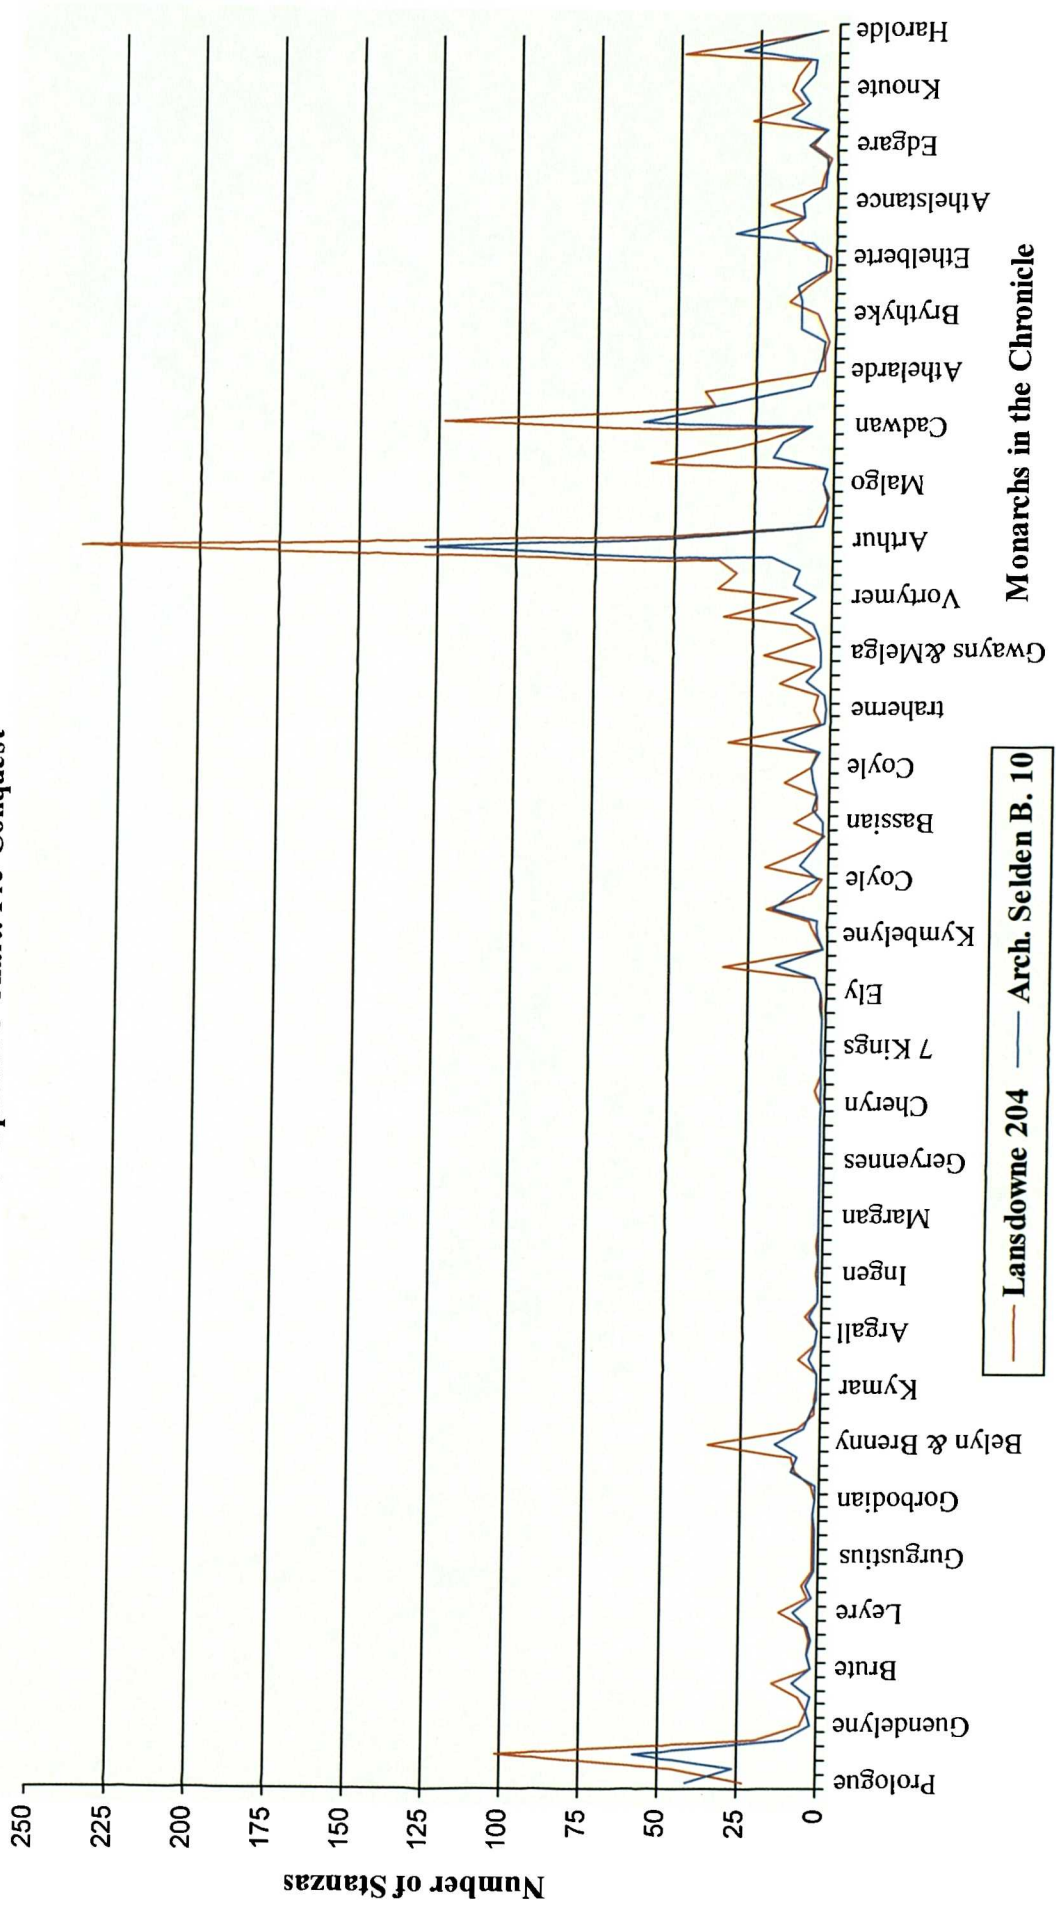 Conquest
Number of Stanzas
250
225
200
175
150
125
100
75
50
25
0
Prologue
Guendelyne
Brute
Leyre
Gurgustius
Gorbodian
Belyn & Brenny
Kymar
Argall
Ingen
Margan
Geryennes
Cheryn
7 Kings
Ely
Kymbelyne
Coyle
Bassian
Coyle
traherne
Gwayns &Melga
Vortymer
Arthur
Malgo
Cadwan
Athelarde
Brythyke
Ethelberte
Athelstance
Edgare
Knoute
Harolde
Monarchs in the Chronicle
Lansdowne 204
Arch. Selden B. 10